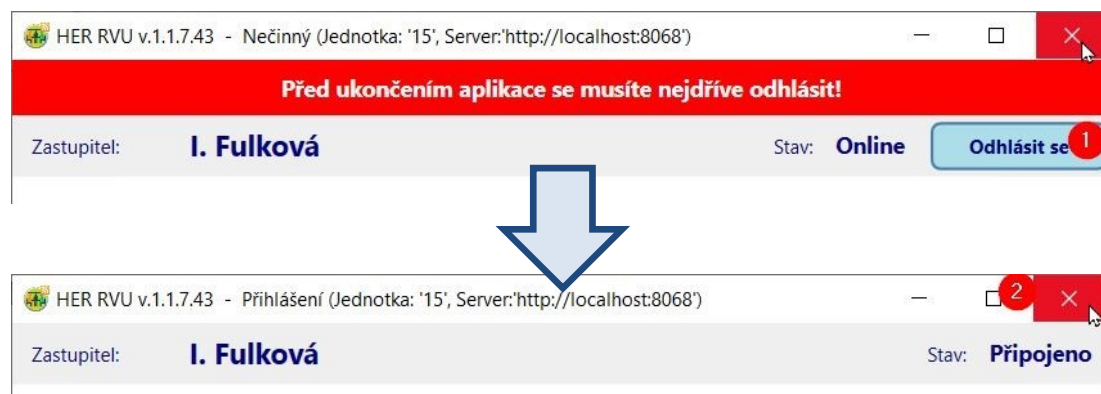 HER RVU v.1.1.7.43 - Nečinný (Jednotka: '15', Server:'http://localhost:8068')
Před ukončením aplikace se musíte nejdříve odhlásit!
Zastupitel: I. Fulková Stav: Online Odhlásit se 1
HER RVU v.1.1.7.43 - Přihlášení (Jednotka: '15', Server:'http://localhost:8068') 2
Zastupitel: I. Fulková Stav: Připojeno